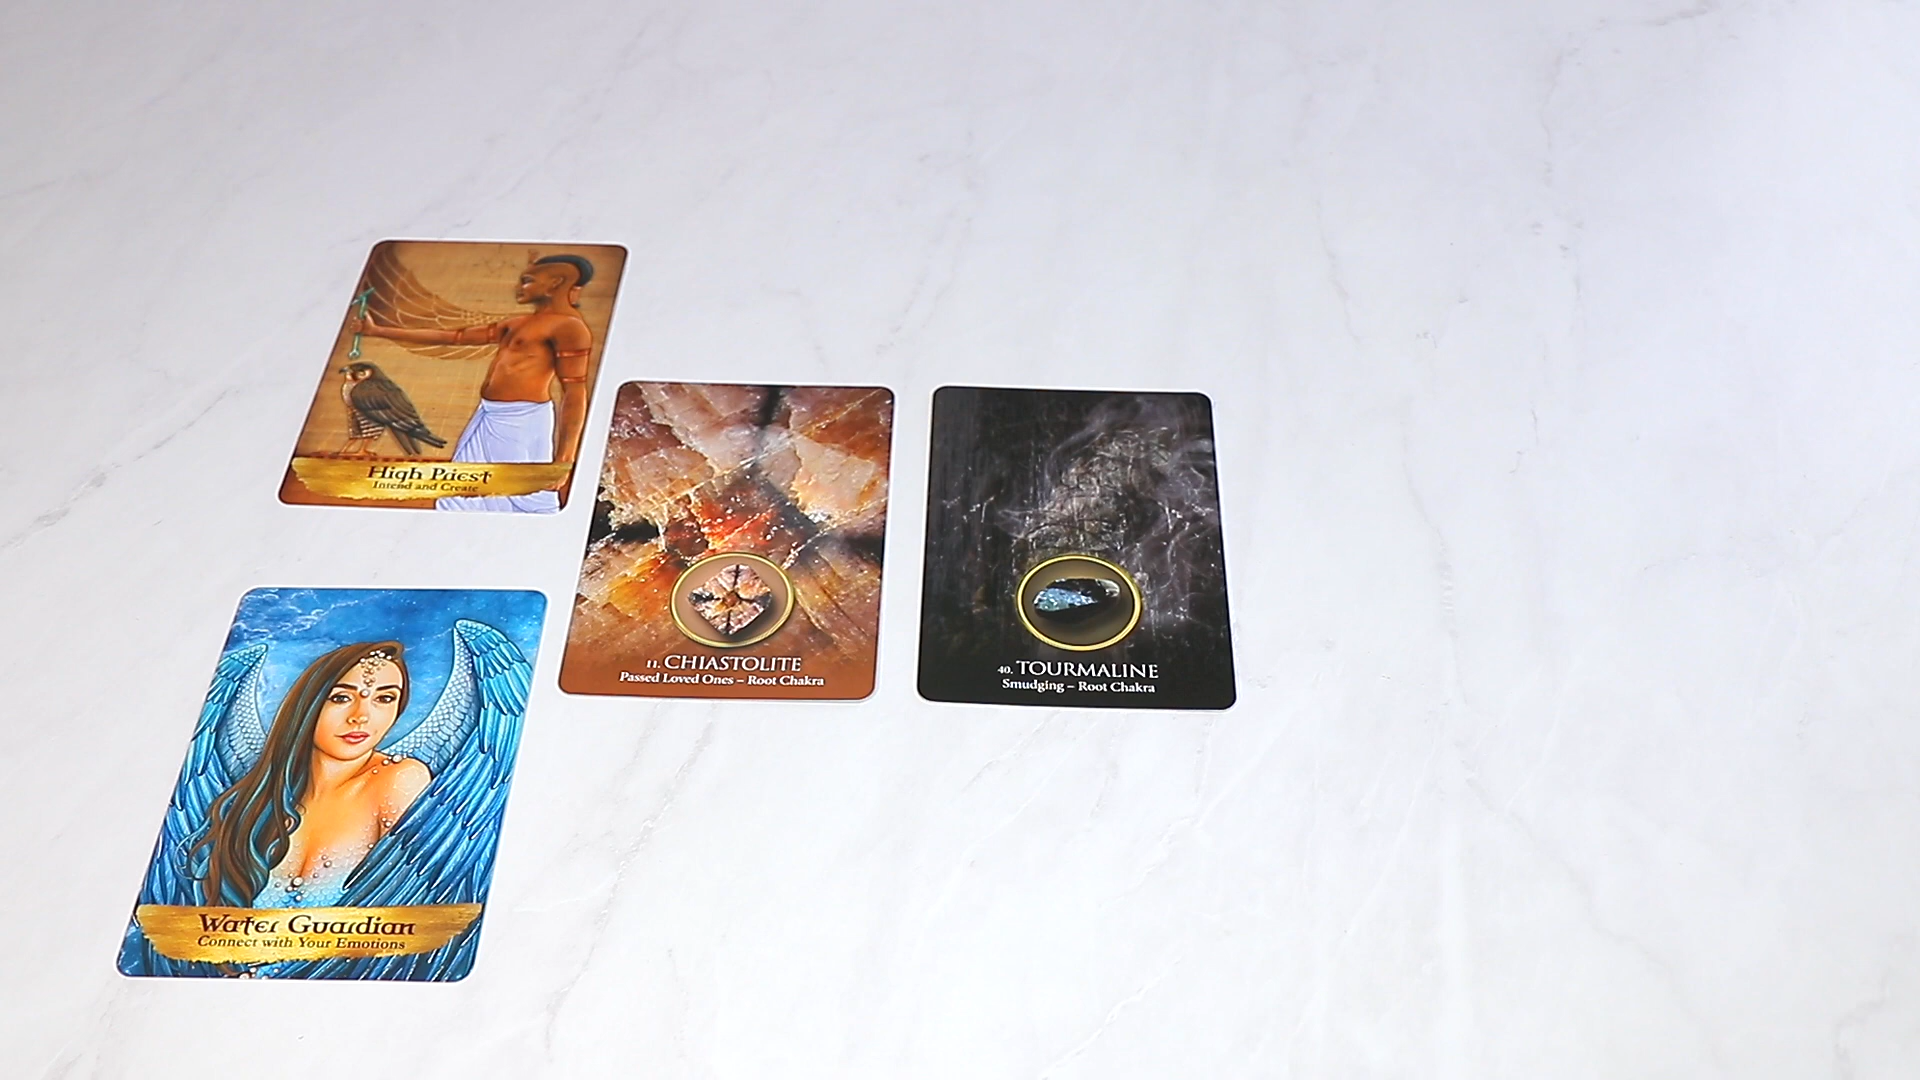 High Priest
Intend and Create
11. CHIASTOLITE
Passed Loved Ones – Root Chakra
40. TOURMALINE
Smudging – Root Chakra
Water Guardian
Connect with Your Emotions